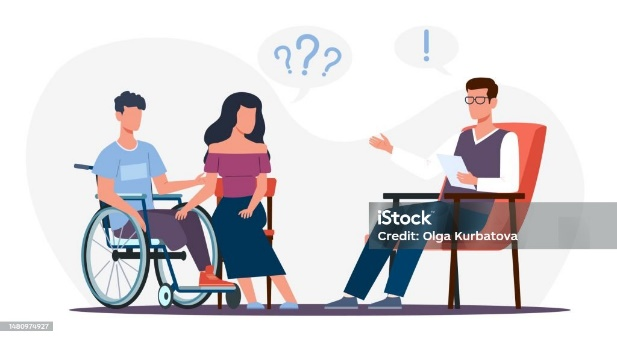 ???
!
iStock
Credit: Olga Kurbatova
1480974927